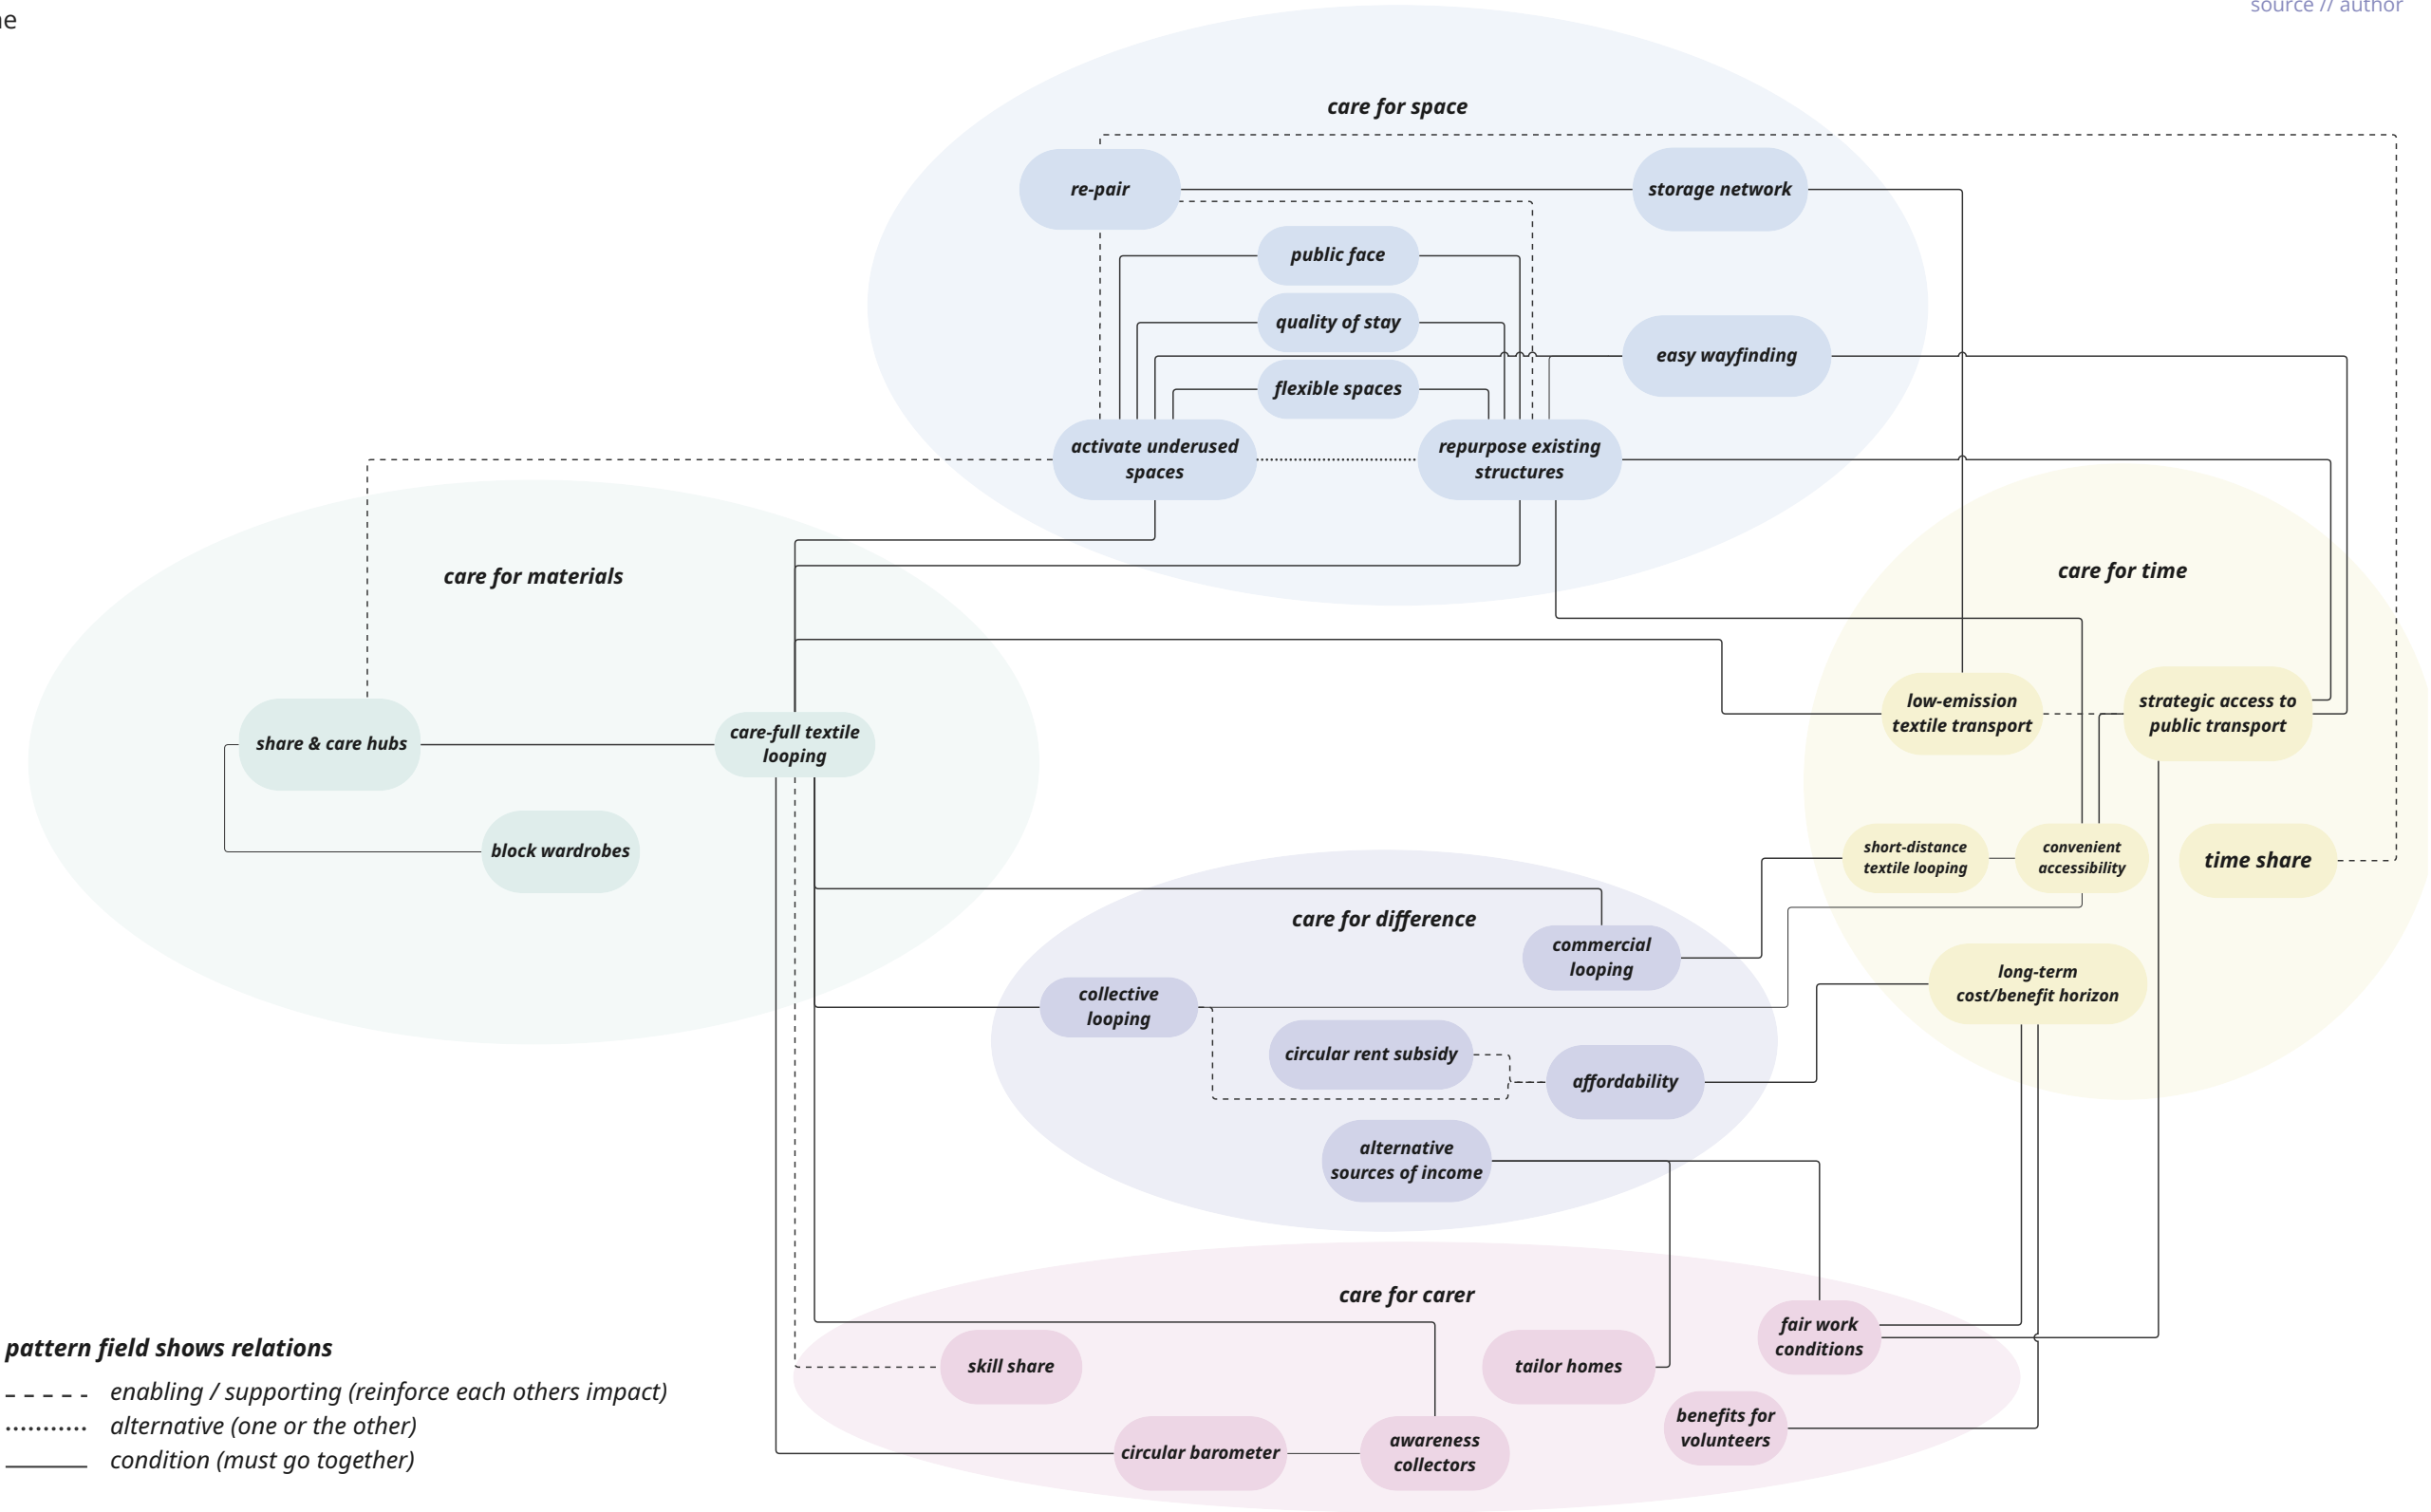 source // author
care for space
re-pair
storage network
public face
quality of stay
easy wayfinding
flexible spaces
activate underused
spaces
repurpose existing
structures
care for materials
care for time
share & care hubs
care-full textile
looping
low-emission
textile transport
strategic access to
public transport
block wardrobes
short-distance
textile looping
convenient
accessibility
time share
care for difference
commercial
looping
collective
looping
long-term
cost/benefit horizon
circular rent subsidy
affordability
alternative
sources of income
care for carer
skill share
tailor homes
fair work
conditions
benefits for
volunteers
circular barometer
awareness
collectors
pattern field shows relations
enabling / supporting (reinforce each others impact)
alternative (one or the other)
condition (must go together)